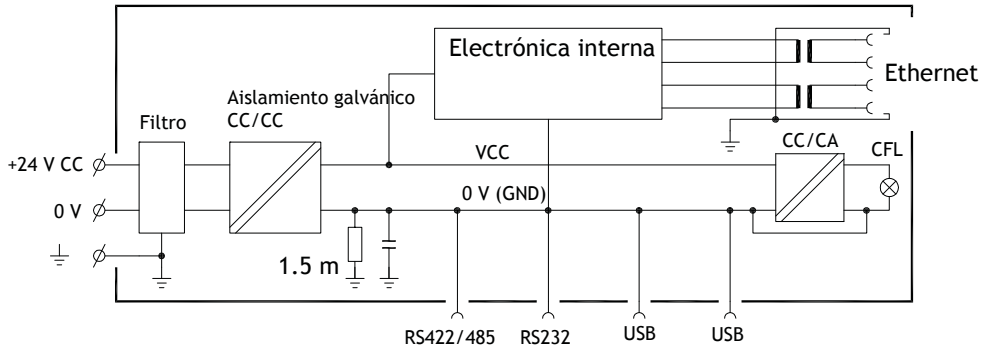 Electrónica interna
Ethernet
Aislamiento galvánico
CC/CC
Filtro
+24 V CC
VCC
CC/CA
CFL
0 V
0 V (GND)
1.5 m
RS422/485
RS232
USB
USB